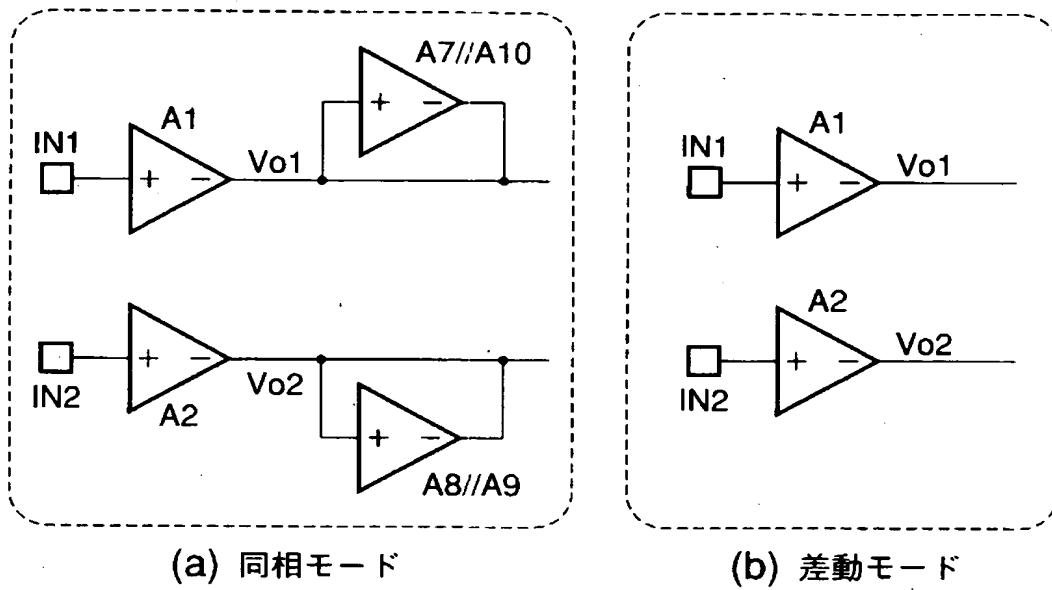 A7//A10
A1
IN1
+ −
Vo1
+ −
IN2
+ −
Vo2
A2
+ −
A8//A9
(a) 同相モード
A1
IN1
+ −
Vo1
A2
IN2
+ −
Vo2
(b) 差動モード